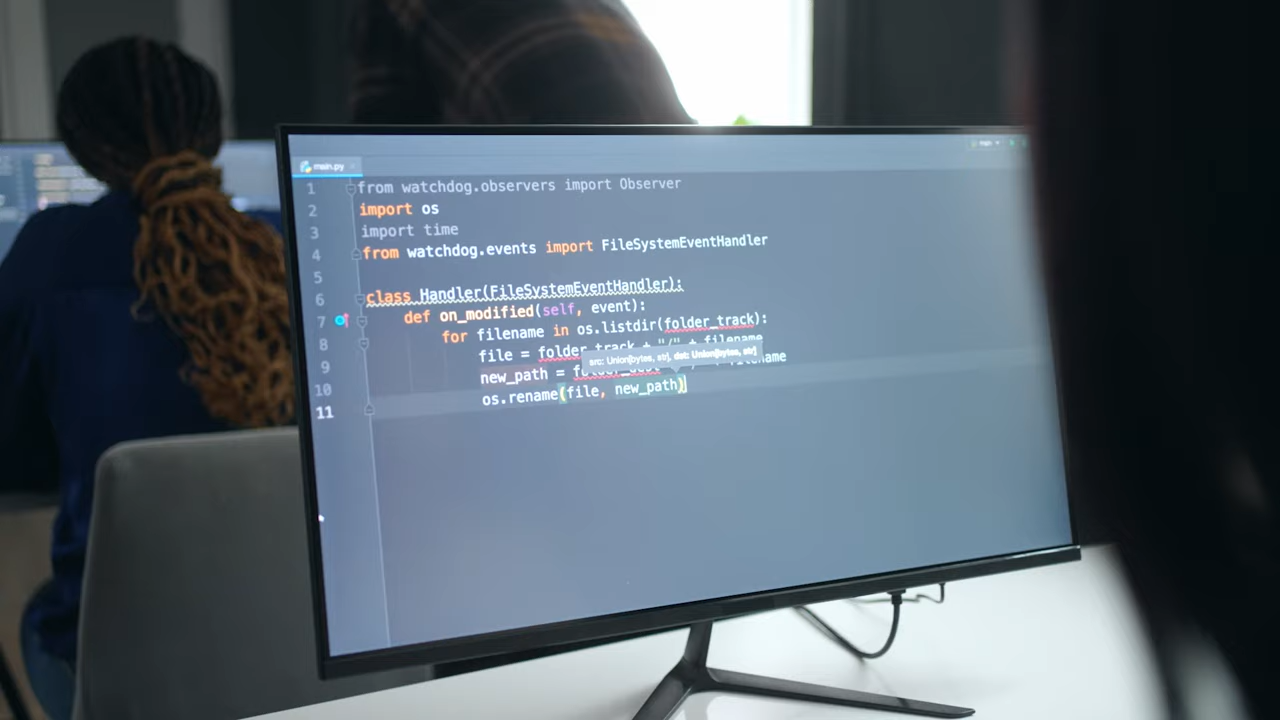 main.py
main
1 from watchdog.observers import Observer
2 import os
3 import time
4 from watchdog.events import FileSystemEventHandler
5
6 class Handler(FileSystemEventHandler):
7 def on_modified(self, event):
8 for filename in os.listdir(folder_track):
9 file = folder_track + "/" + filename
src: Union[bytes, str], dst: Union[bytes, str]
10 new_path = folder_dest filename
11 os.rename(file, new_path)